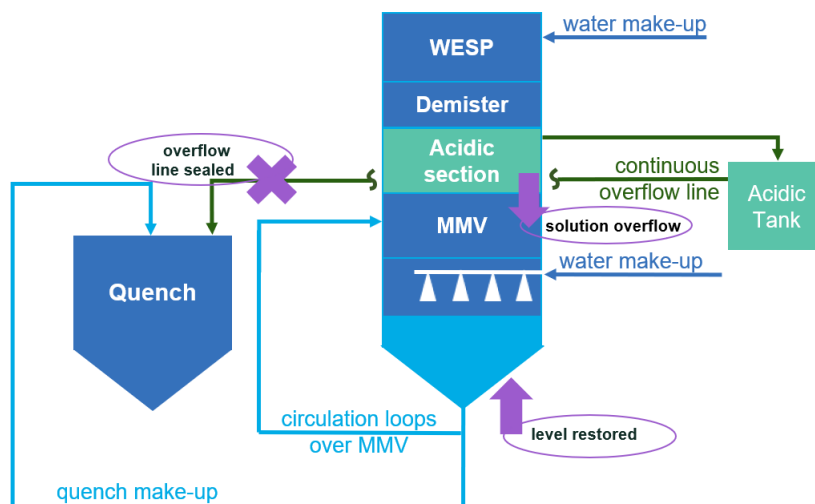 WESP
water make-up
Demister
overflow
line sealed
Acidic
section
continuous
overflow line
Acidic
Tank
MMV
solution overflow
water make-up
Quench
circulation loops
over MMV
level restored
quench make-up